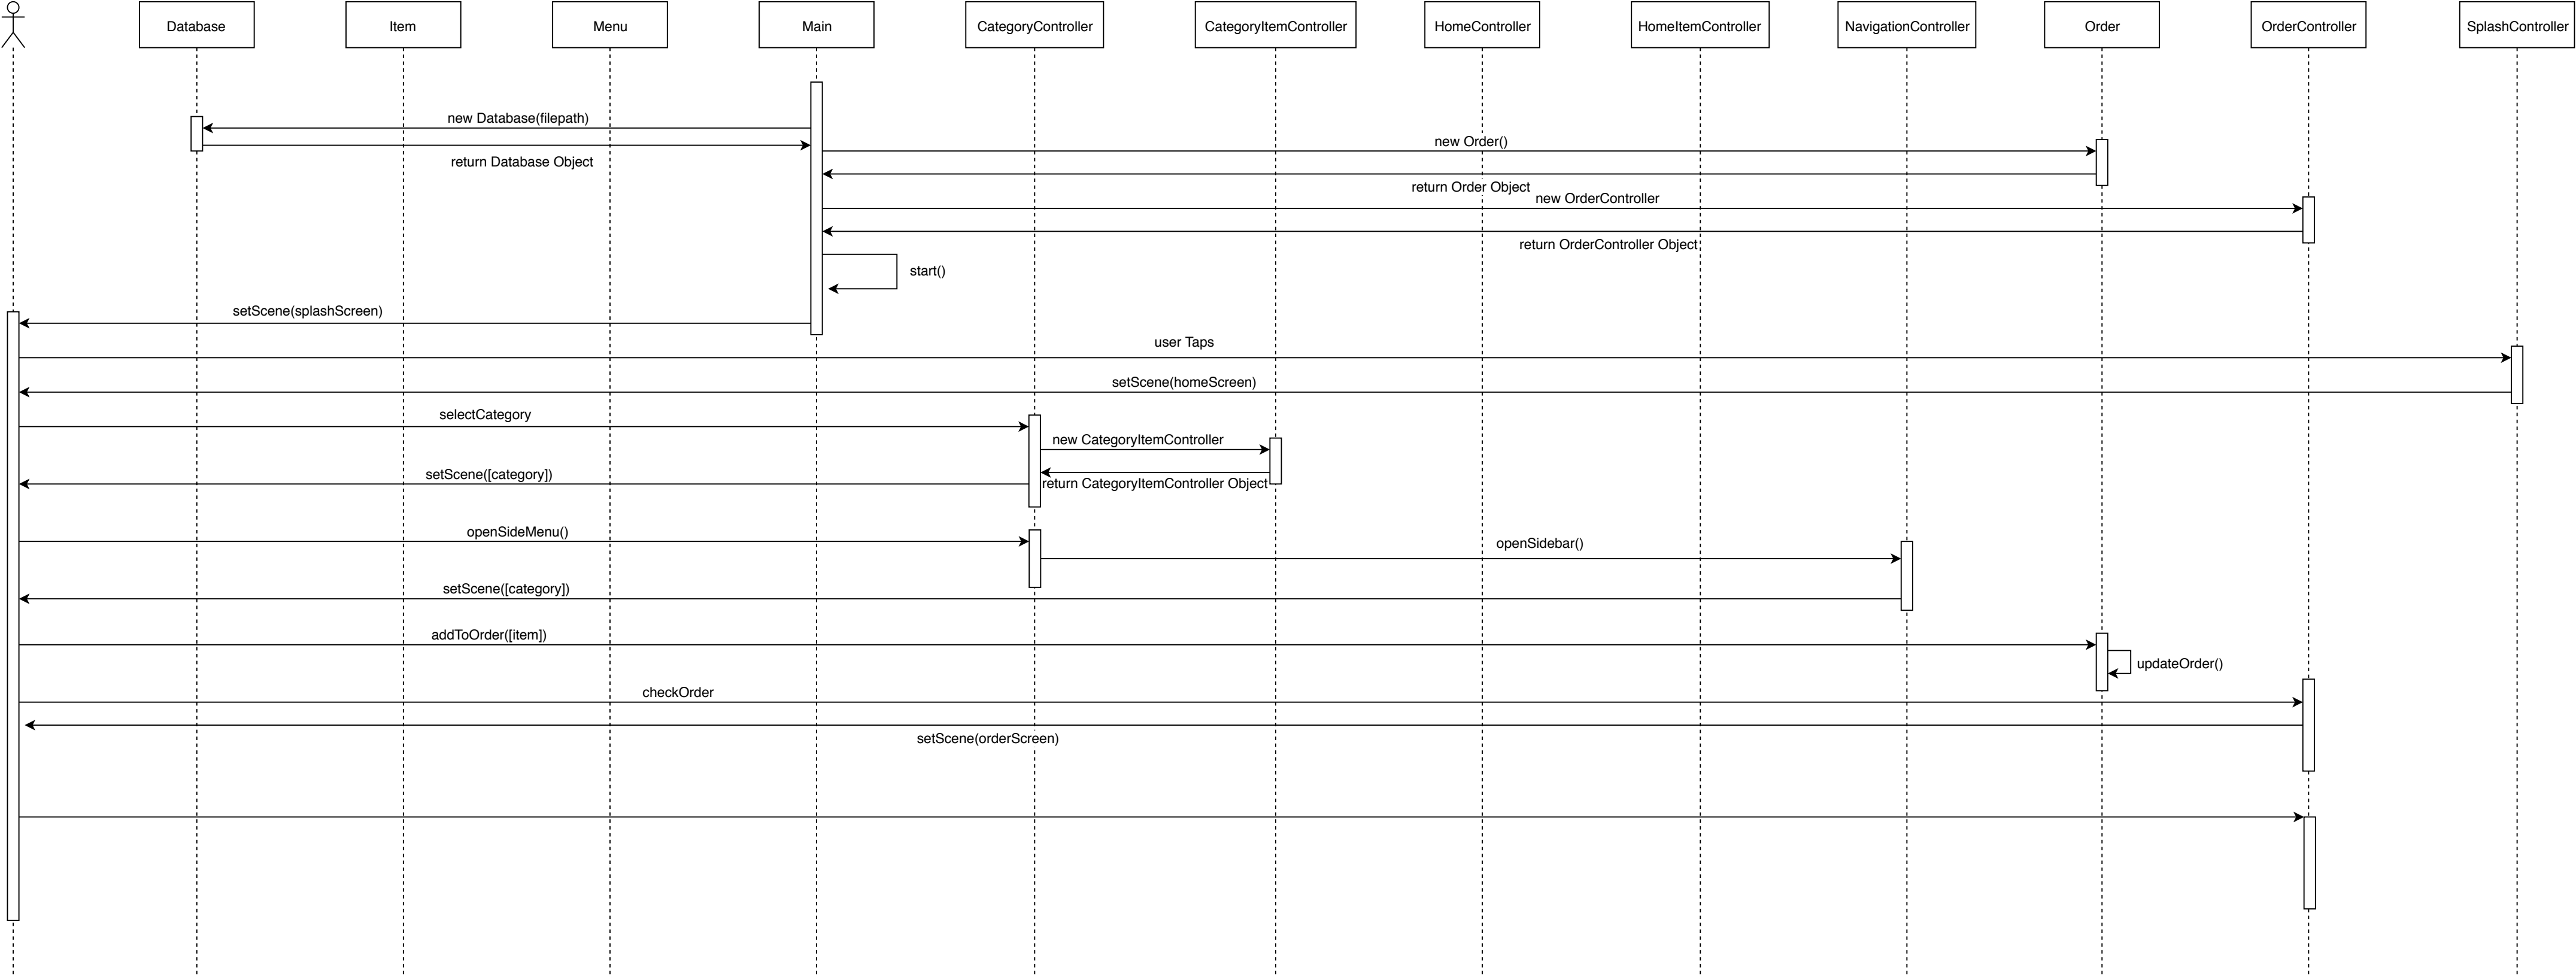 Database
Item
Menu
Main
CategoryController
CategoryItemController
HomeController
HomeItemController
NavigationController
Order
OrderController
SplashController
new Database(filepath)
new Order()
return Database Object
return Order Object
new OrderController
return OrderController Object
start()
setScene(splashScreen)
user Taps
setScene(homeScreen)
selectCategory
new CategoryItemController
setScene([category])
return CategoryItemController Object
openSideMenu()
openSidebar()
setScene([category])
addToOrder([item])
updateOrder()
checkOrder
setScene(orderScreen)